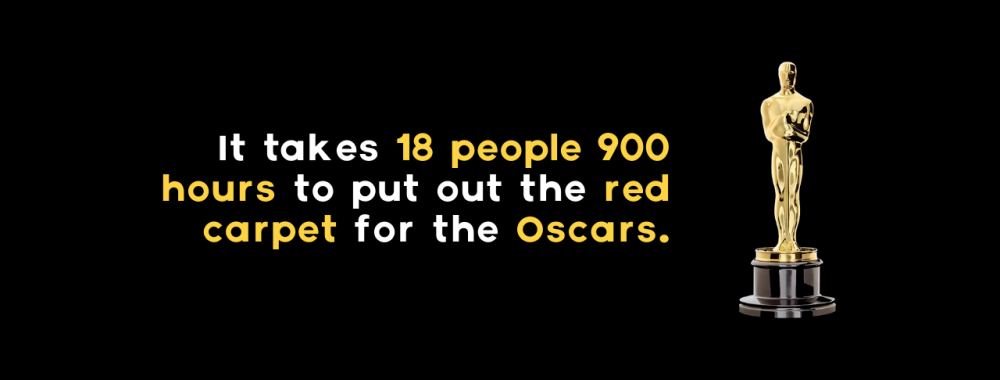 It takes 18 people 900
hours to put out the red
carpet for the Oscars.